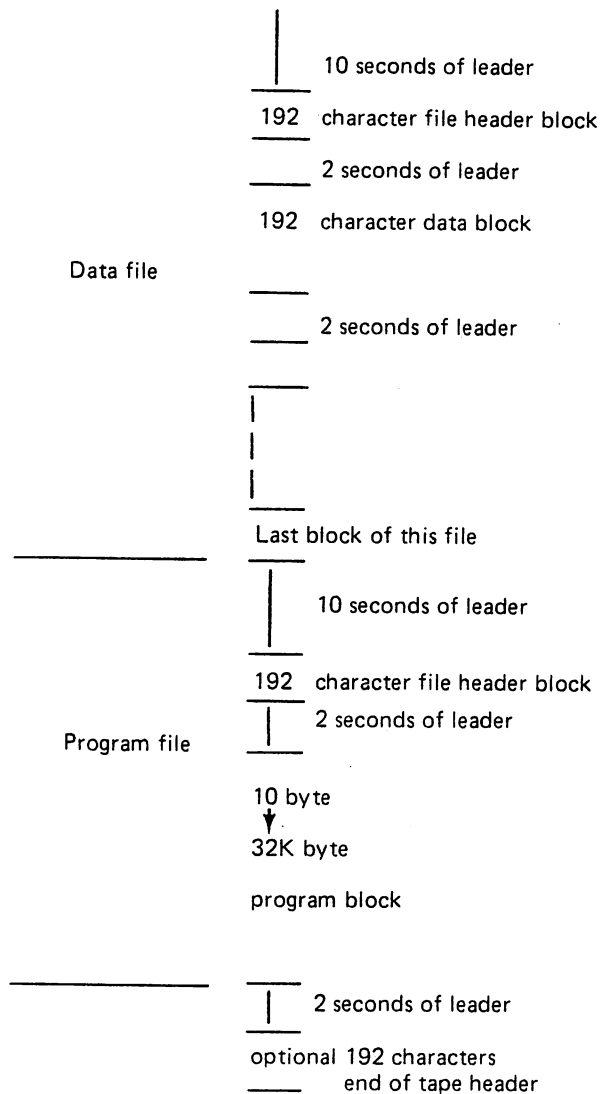 10 seconds of leader
192 character file header block
2 seconds of leader
192 character data block
Data file
2 seconds of leader
Last block of this file
10 seconds of leader
192 character file header block
2 seconds of leader
Program file
10 byte
32K byte
program block
2 seconds of leader
optional 192 characters
end of tape header